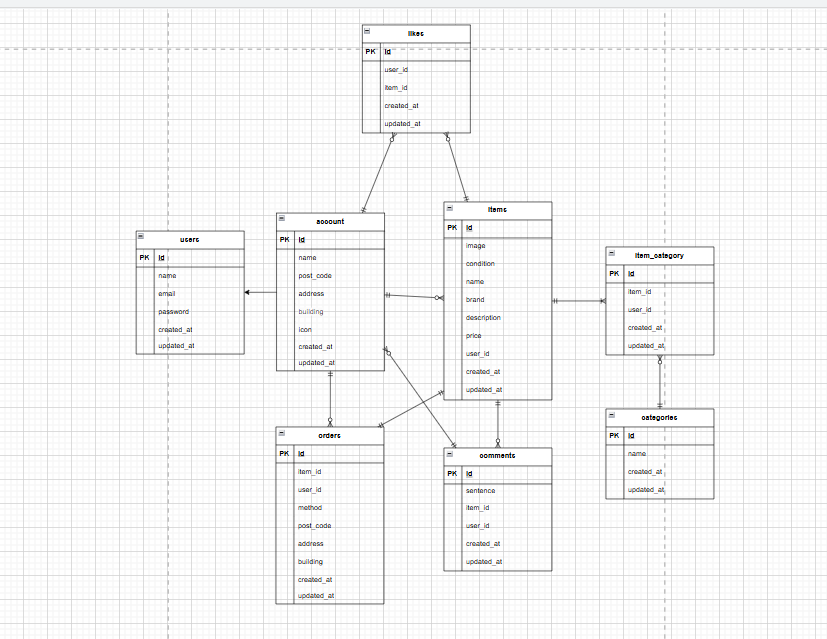 likes
PK Id
user_id
item_id
created_at
updated_at
users
PK Id
name
email
password
created_at
updated_at
account
PK Id
name
post_code
address
building
icon
created_at
updated_at
items
PK Id
image
condition
name
brand
description
price
user_id
created_at
updated_at
item_category
PK Id
item_id
user_id
created_at
updated_at
orders
PK Id
item_id
user_id
method
post_code
address
building
created_at
updated_at
comments
PK Id
sentence
item_id
user_id
created_at
updated_at
categories
PK Id
name
created_at
updated_at